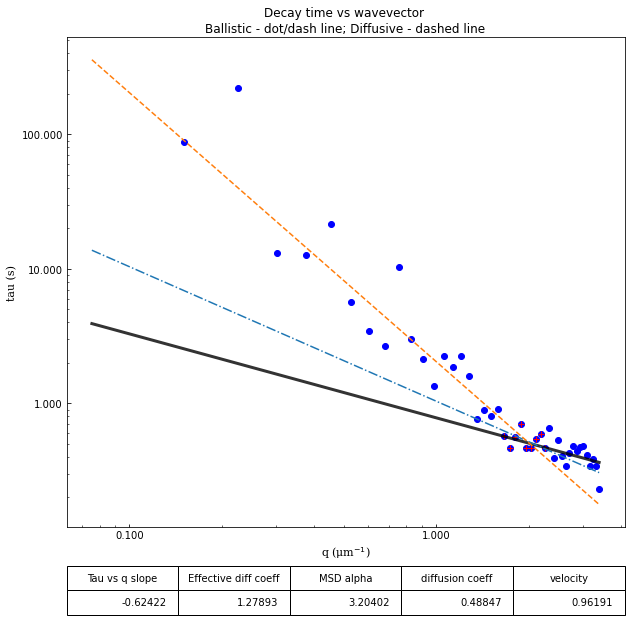 Decay time vs wavevector
Ballistic - dot/dash line; Diffusive - dashed line
tau (s)
100.000
10.000
1.000
0.100 1.000
q (μm⁻¹)
Tau vs q slope Effective diff coeff MSD alpha diffusion coeff velocity
-0.62422 1.27893 3.20402 0.48847 0.96191